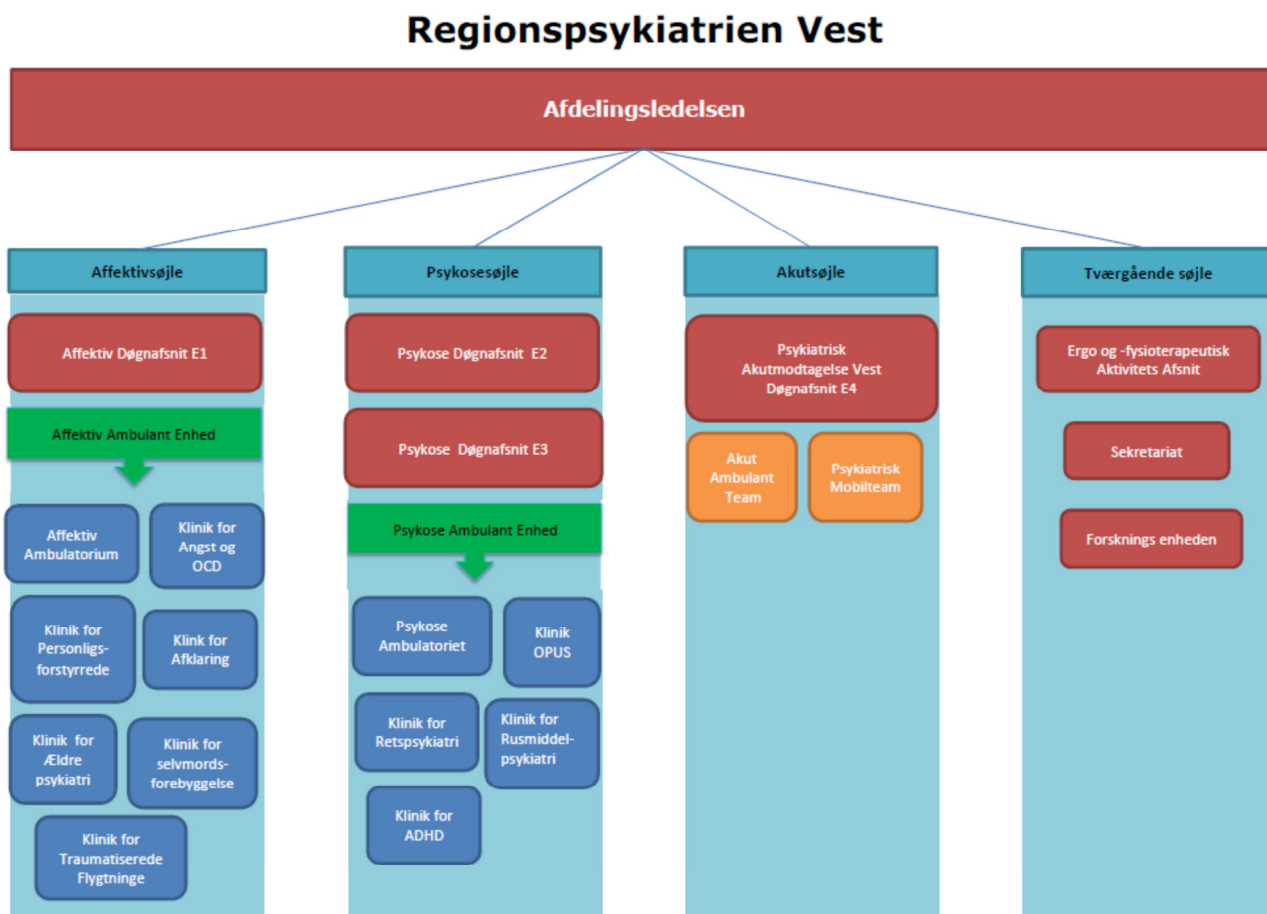 Regionspsykiatrien Vest
Afdelingsledelsen
Affektivsøjle
Affektiv Døgnafsnit E1
Affektiv Ambulant Enhed
Affektiv
Ambulatorium
Klinik for
Angst og
OCD
Klinik for
Personligs-
forstyrrede
Klink for
Afklaring
Klinik for
Ældre
psykiatri
Klinik for
selvmords-
forebyggelse
Klinik for
Traumatiserede
Flygtninge
Psykosesøjle
Psykose Døgnafsnit E2
Psykose Døgnafsnit E3
Psykose Ambulant Enhed
Psykose
Ambulatoriet
Klinik
OPUS
Klinik for
Retspsykiatri
Klinik for
Rusmiddel-
psykiatri
Klinik for
ADHD
Akutsøjle
Psykiatrisk
Akutmodtagelse Vest
Døgnafsnit E4
Akut
Ambulant
Team
Psykiatrisk
Mobilteam
Tværgående søjle
Ergo og -fysioterapeutisk
Aktivitets Afsnit
Sekretariat
Forsknings enheden